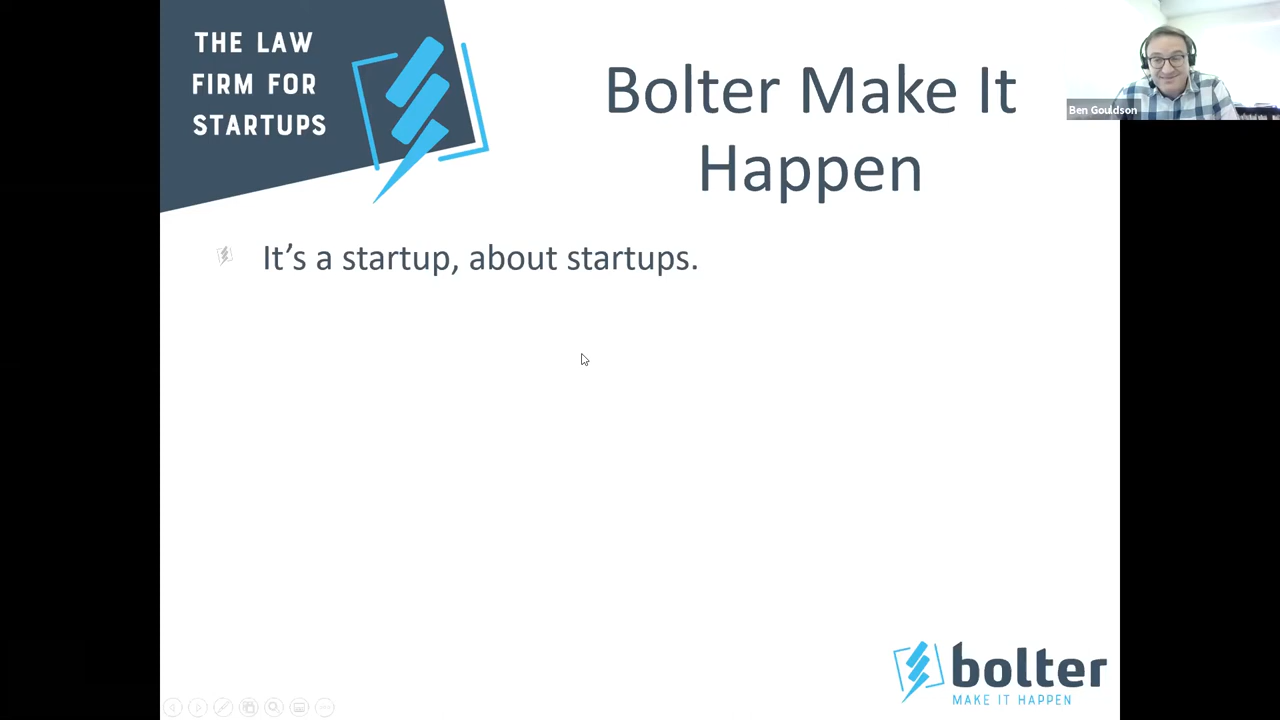 THE LAW
FIRM FOR
STARTUPS
Bolter Make It
Happen
Ben Gouldson
It's a startup, about startups.
bolter
MAKE IT HAPPEN